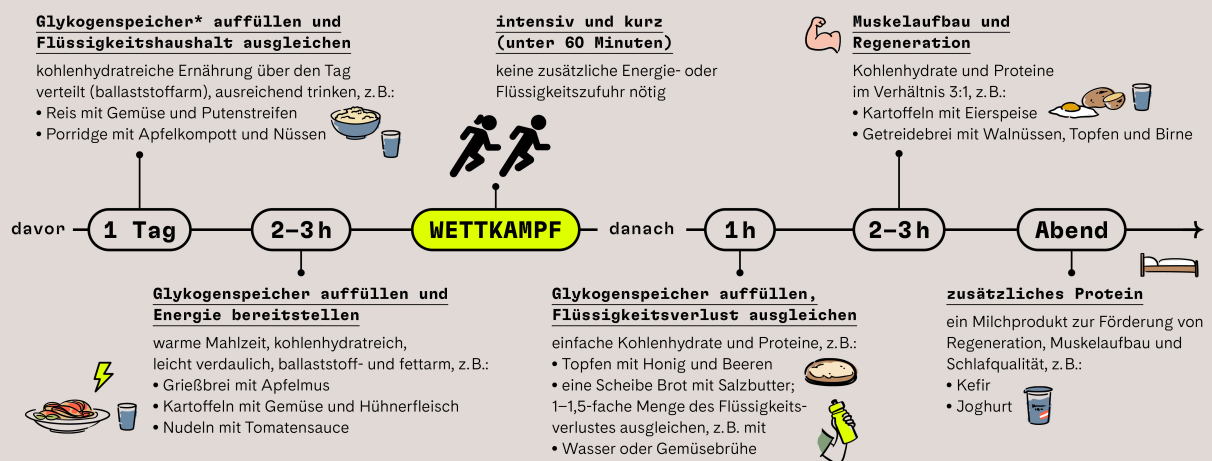 Glykogenspeicher* auffüllen und
Flüssigkeitshaushalt ausgleichen
kohlenhydratreiche Ernährung über den Tag
verteilt (ballaststoffarm), ausreichend trinken, z.B.:
• Reis mit Gemüse und Putenstreifen
• Porridge mit Apfelkompott und Nüssen
intensiv und kurz
(unter 60 Minuten)
keine zusätzliche Energie- oder
Flüssigkeitszufuhr nötig
Muskelaufbau und
Regeneration
Kohlenhydrate und Proteine
im Verhältnis 3:1, z.B.:
• Kartoffeln mit Eierspeise
• Getreidebrei mit Walnüssen, Topfen und Birne
davor
1 Tag
2–3h
WETTKAMPF
danach
1h
2–3h
Abend
Glykogenspeicher auffüllen und
Energie bereitstellen
warme Mahlzeit, kohlenhydratreich,
leicht verdaulich, ballaststoff- und fettarm, z.B.:
• Grießbrei mit Apfelmus
• Kartoffeln mit Gemüse und Hühnerfleisch
• Nudeln mit Tomatensauce
Glykogenspeicher auffüllen,
Flüssigkeitsverlust ausgleichen
einfache Kohlenhydrate und Proteine, z.B.:
• Topfen mit Honig und Beeren
• eine Scheibe Brot mit Salzbutter;
1–1,5-fache Menge des Flüssigkeits-
verlustes ausgleichen, z.B. mit
• Wasser oder Gemüsebrühe
zusätzliches Protein
ein Milchprodukt zur Förderung von
Regeneration, Muskelaufbau und
Schlafqualität, z.B.:
• Kefir
• Joghurt